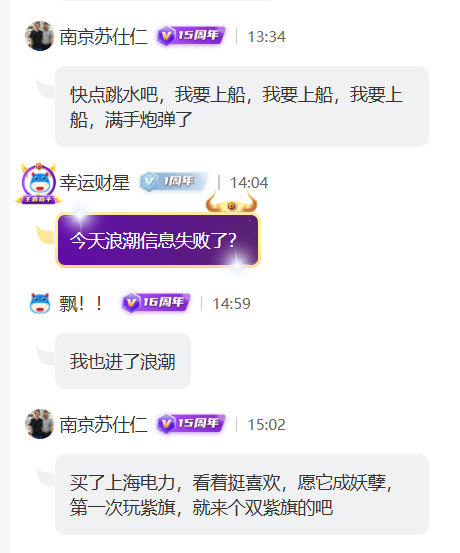 南京苏仕仁 V 15周年 13:34
快点跳水吧，我要上船，我要上船，我要上
船，满手炮弹了
幸运财星 V 1周年 14:04
今天浪潮信息失败了？
飘！！ V 16周年 14:59
我也进了浪潮
南京苏仕仁 V 15周年 15:02
买了上海电力，看着挺喜欢，愿它成妖孽，
第一次玩紫旗，就来个双紫旗的吧